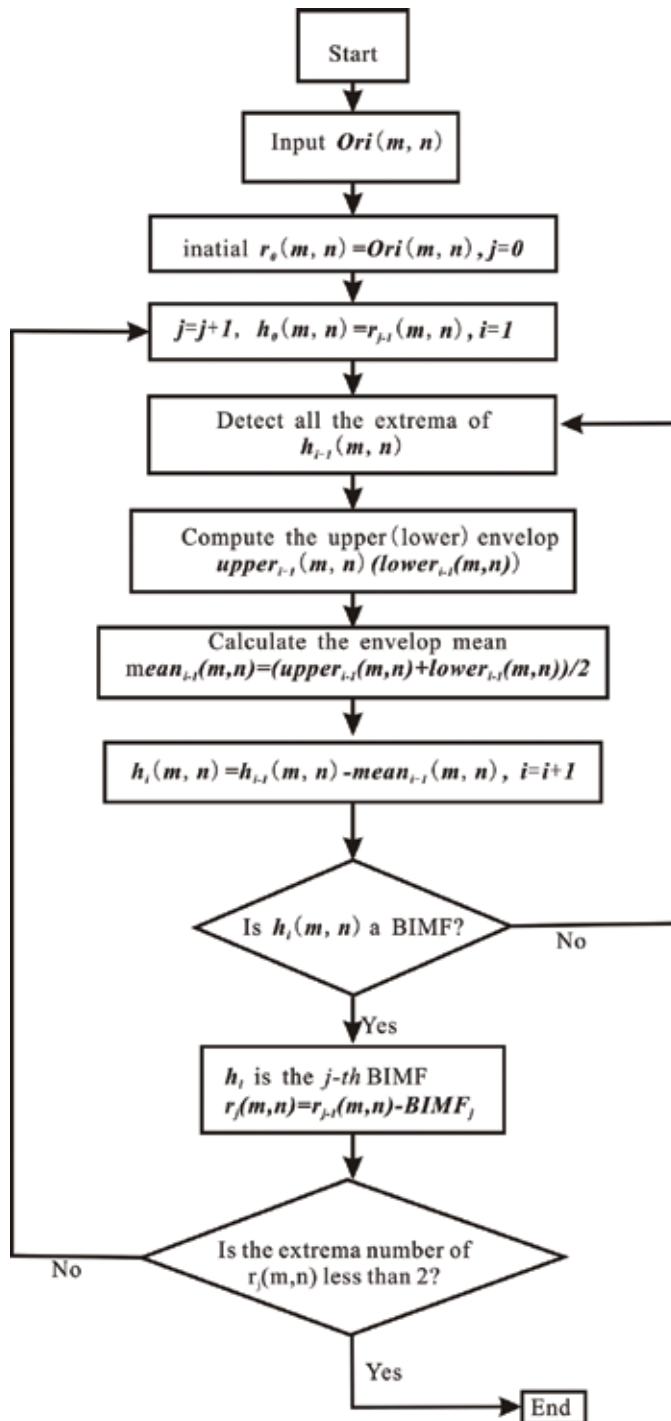 Start
Input Ori(m, n)
inatial r₀(m, n)=Ori(m, n), j=0
j=j+1, h₀(m, n)=rⱼ₋₁(m, n), i=1
Detect all the extrema of
hᵢ₋₁(m, n)
Compute the upper(lower) envelop
upperᵢ₋₁(m, n)(lowerᵢ₋₁(m,n))
Calculate the envelop mean
meanᵢ₋₁(m,n)=(upperᵢ₋₁(m,n)+lowerᵢ₋₁(m,n))/2
hᵢ(m, n)=hᵢ₋₁(m, n)-meanᵢ₋₁(m, n), i=i+1
Is hᵢ(m, n) a BIMF?
No
Yes
hᵢ is the j-th BIMF
rⱼ(m,n)=rⱼ₋₁(m,n)-BIMFⱼ
Is the extrema number of
rⱼ(m,n) less than 2?
No
Yes
End